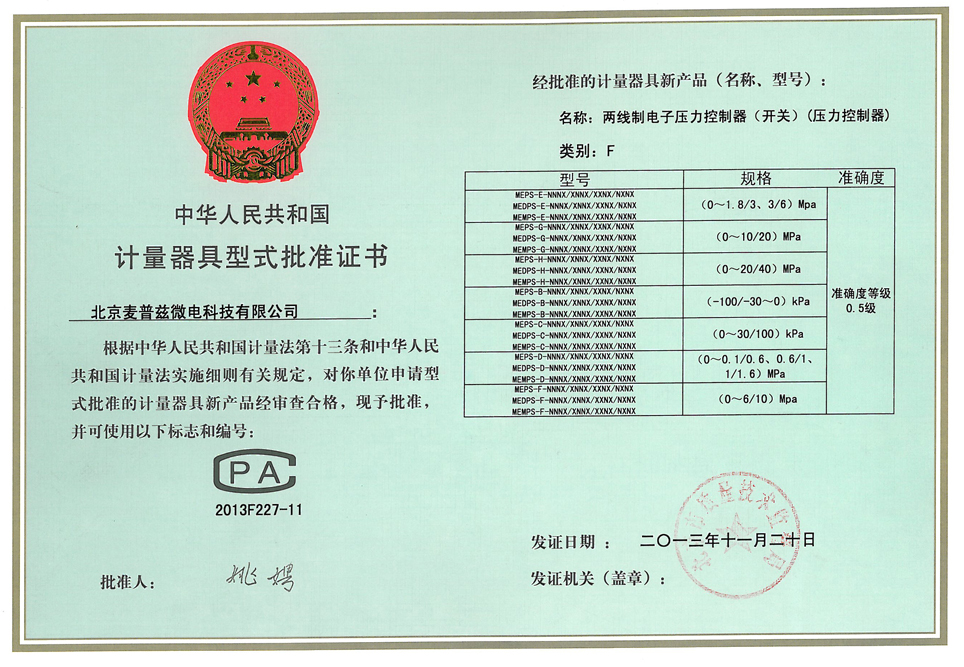 中华人民共和国
计量器具型式批准证书
北京麦普兹微电科技有限公司:
根据中华人民共和国计量法第十三条和中华人民
共和国计量法实施细则有关规定，对你单位申请型
式批准的计量器具新产品经审查合格，现予批准，
并可使用以下标志和编号：
CPA
2013F227-11
批准人：
经批准的计量器具新产品（名称、型号）：
名称：两线制电子压力控制器（开关）(压力控制器)
类别：F
型号 规格 准确度
MEPS-E-NNNX/XNNX/XXNX/NXNX
MEDPS-E-NNNX/XNNX/XXNX/NXNX
MEMPS-E-NNNX/XNNX/XXNX/NXNX
（0～1.8/3、3/6）Mpa
MEPS-G-NNNX/XNNX/XXNX/NXNX
MEDPS-G-NNNX/XNNX/XXNX/NXNX
MEMPS-G-NNNX/XNNX/XXNX/NXNX
（0～10/20）MPa
MEPS-H-NNNX/XNNX/XXNX/NXNX
MEDPS-H-NNNX/XNNX/XXNX/NXNX
MEMPS-H-NNNX/XNNX/XXNX/NXNX
（0～20/40）MPa
MEPS-B-NNNX/XNNX/XXNX/NXNX
MEDPS-B-NNNX/XNNX/XXNX/NXNX
MEMPS-B-NNNX/XNNX/XXNX/NXNX
（-100/-30～0）kPa
MEPS-C-NNNX/XNNX/XXNX/NXNX
MEDPS-C-NNNX/XNNX/XXNX/NXNX
MEMPS-C-NNNX/XNNX/XXNX/NXNX
（0～30/100）kPa
MEPS-D-NNNX/XNNX/XXNX/NXNX
MEDPS-D-NNNX/XNNX/XXNX/NXNX
MEMPS-D-NNNX/XNNX/XXNX/NXNX
（0～0.1/0.6、0.6/1、
1/1.6）MPa
MEPS-F-NNNX/XNNX/XXNX/NXNX
MEDPS-F-NNNX/XNNX/XXNX/NXNX
MEMPS-F-NNNX/XNNX/XXNX/NXNX
（0～6/10）Mpa
准确度等级
0.5级
发证日期：二〇一三年十一月二十日
发证机关（盖章）：